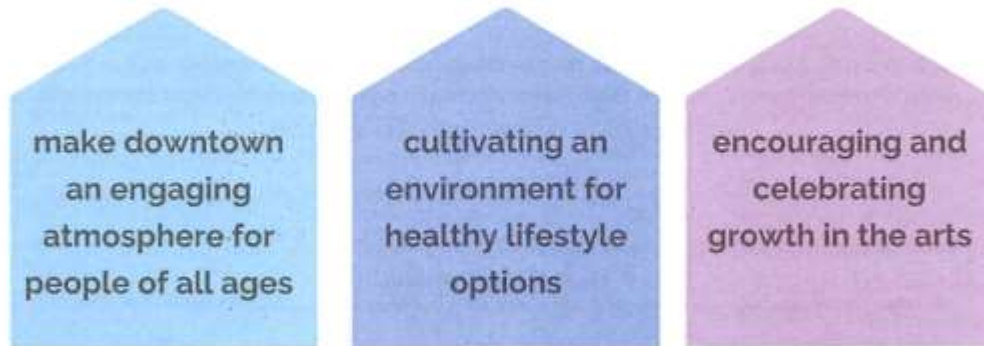 make downtown
an engaging
atmosphere for
people of all ages
cultivating an
environment for
healthy lifestyle
options
encouraging and
celebrating
growth in the arts